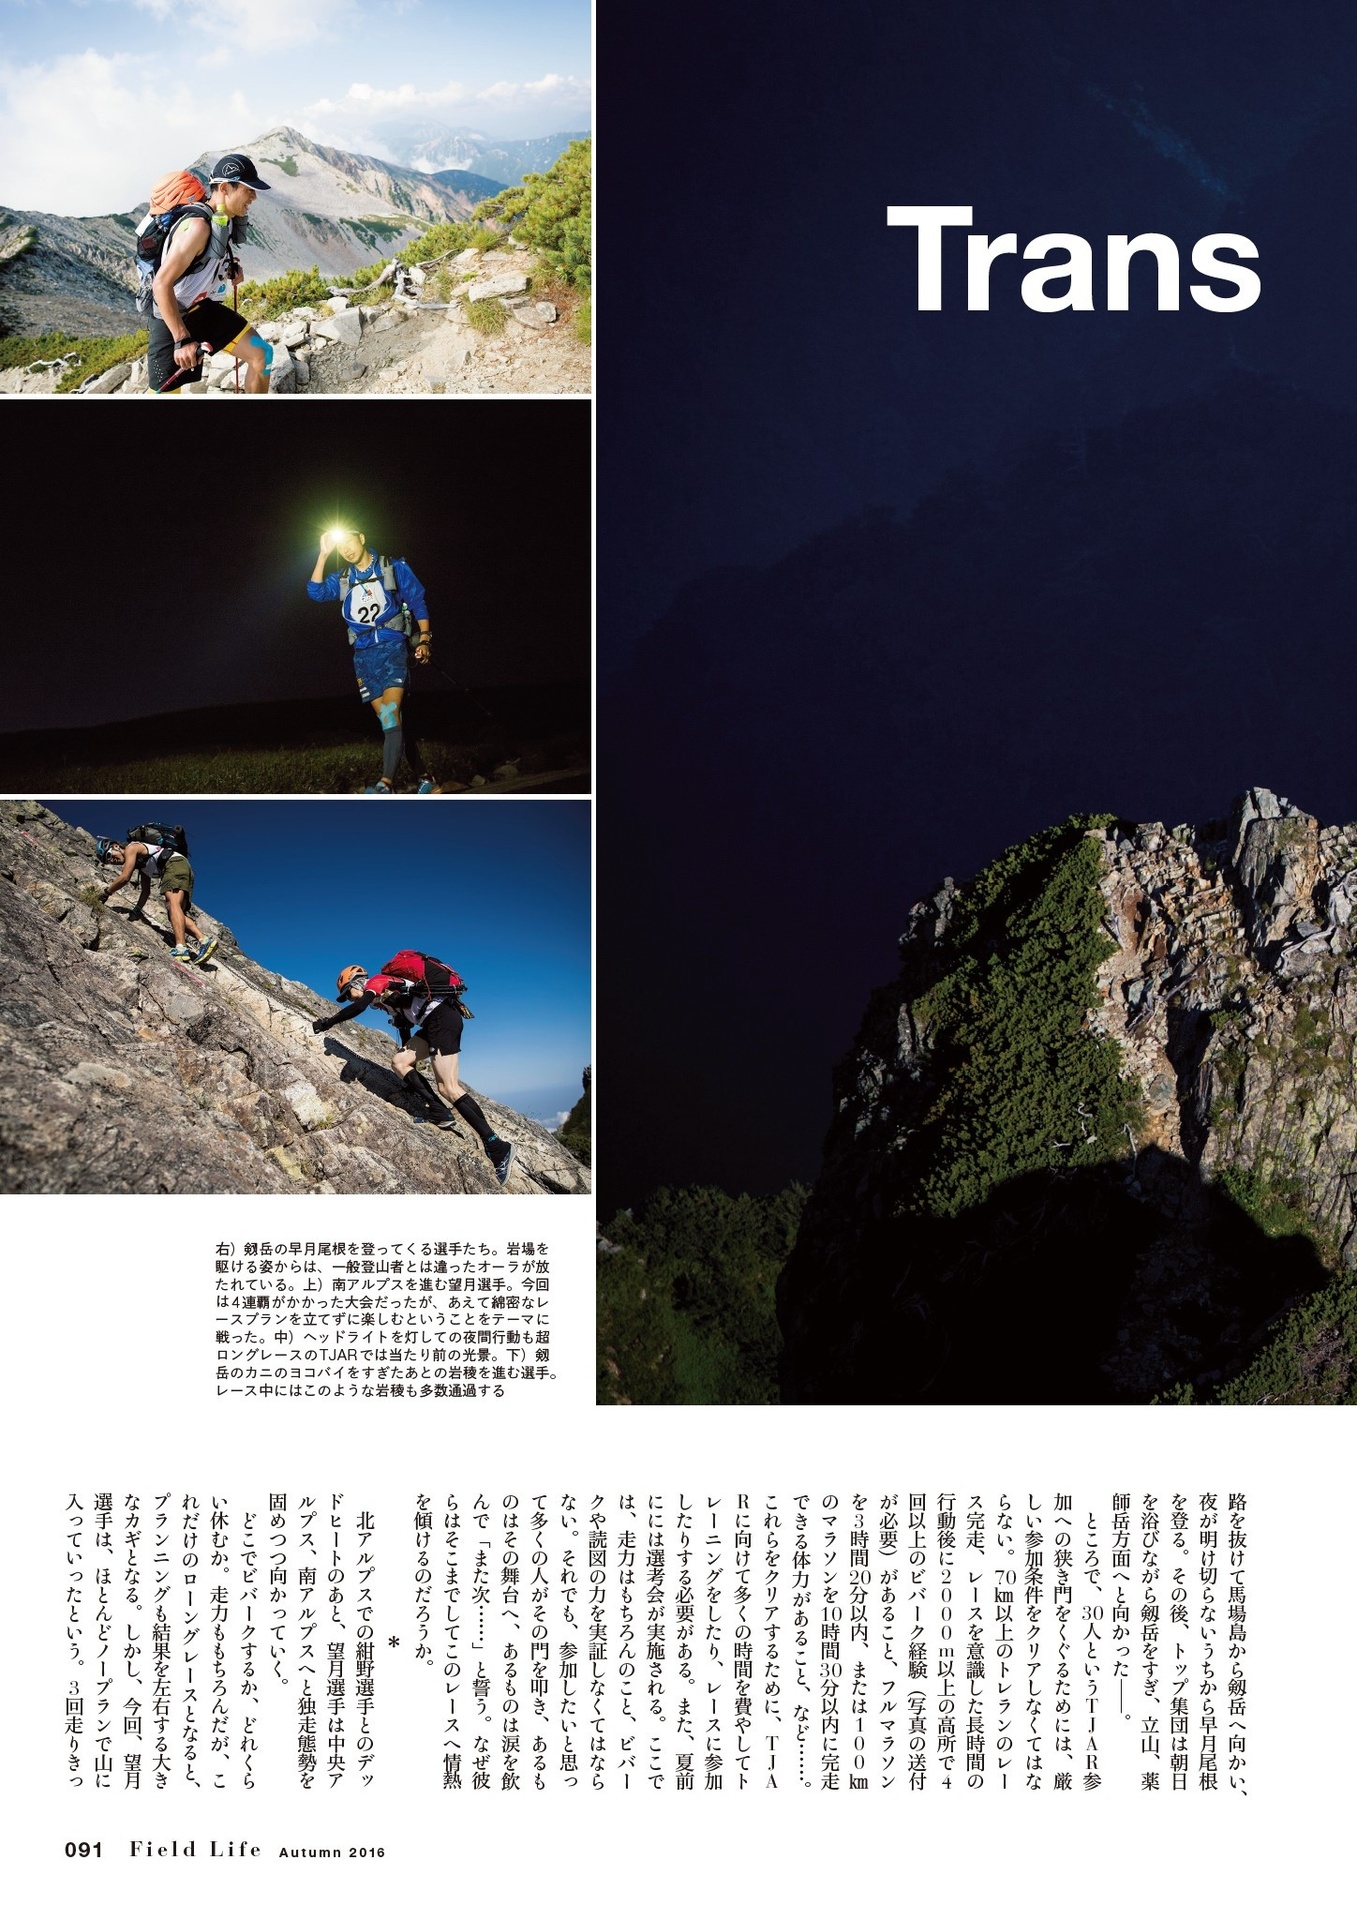 Trans
右）剱岳の早月尾根を登ってくる選手たち。岩場を
駆ける姿からは、一般登山者とは違ったオーラが放
たれている。上）南アルプスを進む望月選手。今回
は4連覇がかかった大会だったが、あえて綿密なレ
ースプランを立てずに楽しむということをテーマに
戦った。中）ヘッドライトを灯しての夜間行動も超
ロングレースのTJARでは当たり前の光景。下）剱
岳のカニのヨコバイをすぎたあとの岩稜を進む選手。
レース中にはこのような岩稜も多数通過する
22
路を抜けて馬場島から剱岳へ向かい、
夜が明け切らないうちから早月尾根
を登る。その後、トップ集団は朝日
を浴びながら剱岳をすぎ、立山、薬
師岳方面へと向かった——。
ところで、30人というTJAR参
加への狭き門をくぐるためには、厳
しい参加条件をクリアしなくてはな
らない。70㎞以上のトレランのレー
ス完走、レースを意識した長時間の
行動後に2000m以上の高所で4
回以上のビバーク経験（写真の送付
が必要）があること、フルマラソン
を3時間20分以内、または100㎞
のマラソンを10時間30分以内に完走
できる体力があること、など……。
これらをクリアするために、TJA
Rに向けて多くの時間を費やしてト
レーニングをしたり、レースに参加
したりする必要がある。また、夏前
にには選考会が実施される。ここで
は、走力はもちろんのこと、ビバー
クや読図の力を実証しなくてはなら
ない。それでも、参加したいと思っ
て多くの人がその門を叩き、あるも
のはその舞台へ、あるものは涙を飲
んで「また次……」と誓う。なぜ彼
らはそこまでしてこのレースへ情熱
を傾けるのだろうか。
＊
北アルプスでの紺野選手とのデッ
ドヒートのあと、望月選手は中央ア
ルプス、南アルプスへと独走態勢を
固めつつ向かっていく。
どこでビバークするか、どれくら
い休むか。走力ももちろんだが、こ
れだけのローングレースとなると、
プランニングも結果を左右する大き
なカギとなる。しかし、今回、望月
選手は、ほとんどノープランで山に
入っていったという。3回走りきっ
091 Field Life Autumn 2016